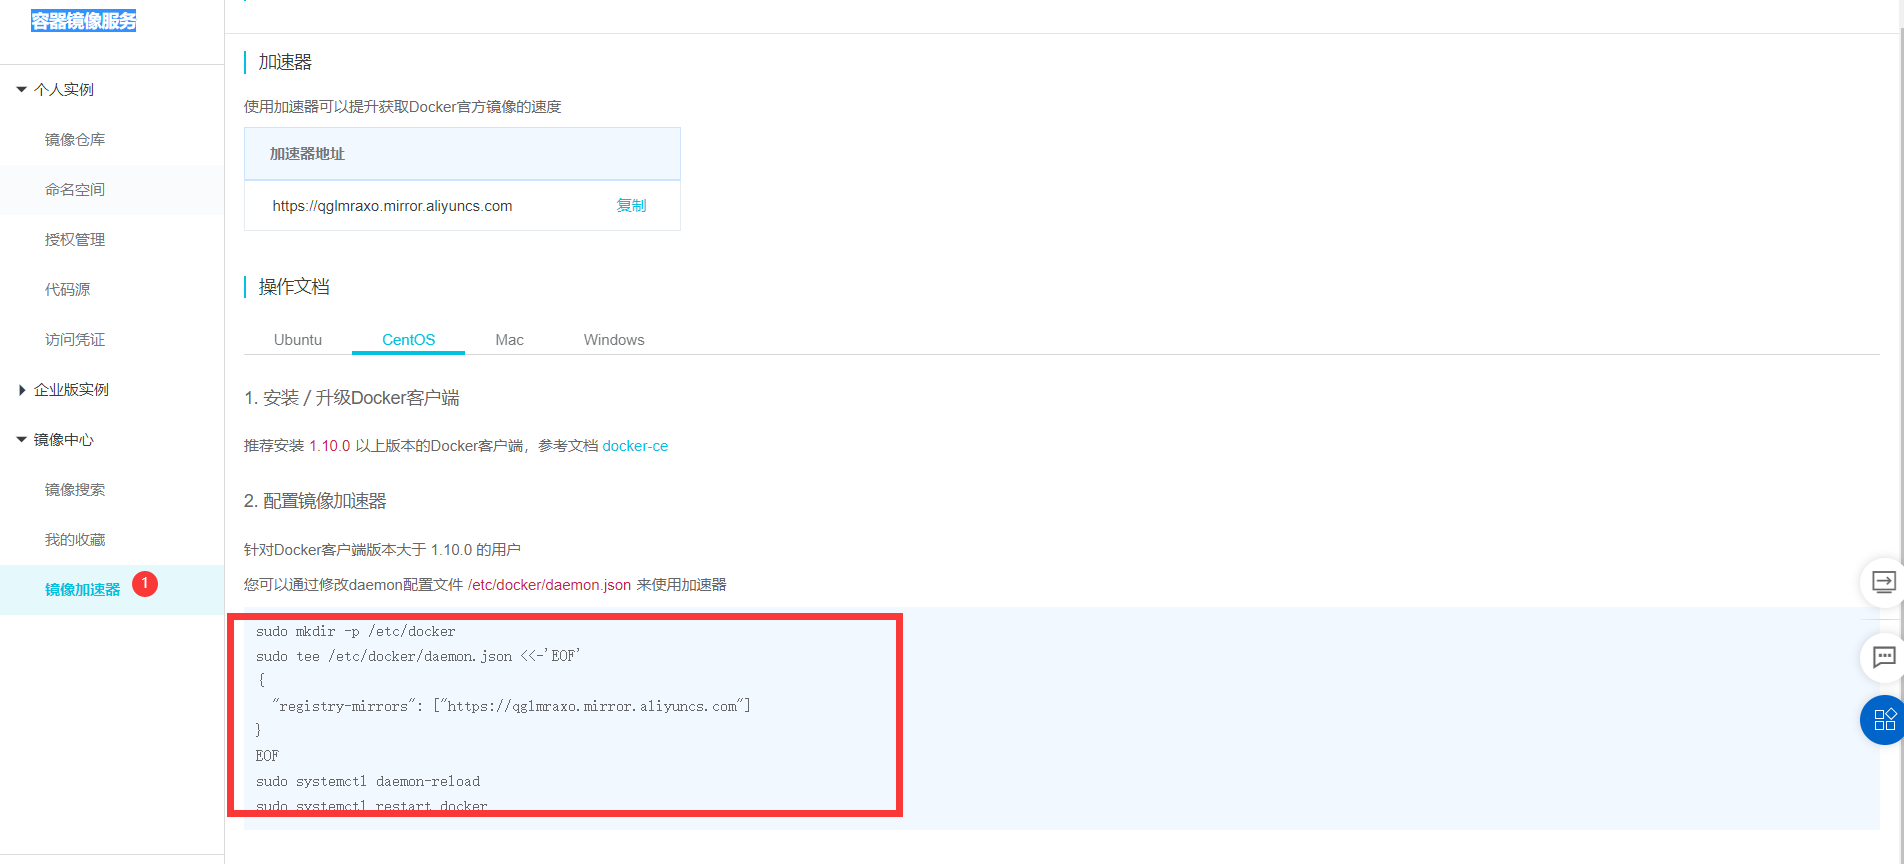 容器镜像服务
个人实例
镜像仓库
命名空间
授权管理
代码源
访问凭证
企业版实例
镜像中心
镜像搜索
我的收藏
镜像加速器
1
加速器
使用加速器可以提升获取Docker官方镜像的速度
加速器地址
https://qglmraxo.mirror.aliyuncs.com 复制
操作文档
Ubuntu CentOS Mac Windows
1. 安装 / 升级Docker客户端
推荐安装 1.10.0 以上版本的Docker客户端，参考文档 docker-ce
2. 配置镜像加速器
针对Docker客户端版本大于 1.10.0 的用户
您可以通过修改daemon配置文件 /etc/docker/daemon.json 来使用加速器
sudo mkdir -p /etc/docker
sudo tee /etc/docker/daemon.json <<-'EOF'
{
  "registry-mirrors": ["https://qglmraxo.mirror.aliyuncs.com"]
}
EOF
sudo systemctl daemon-reload
sudo systemctl restart docker